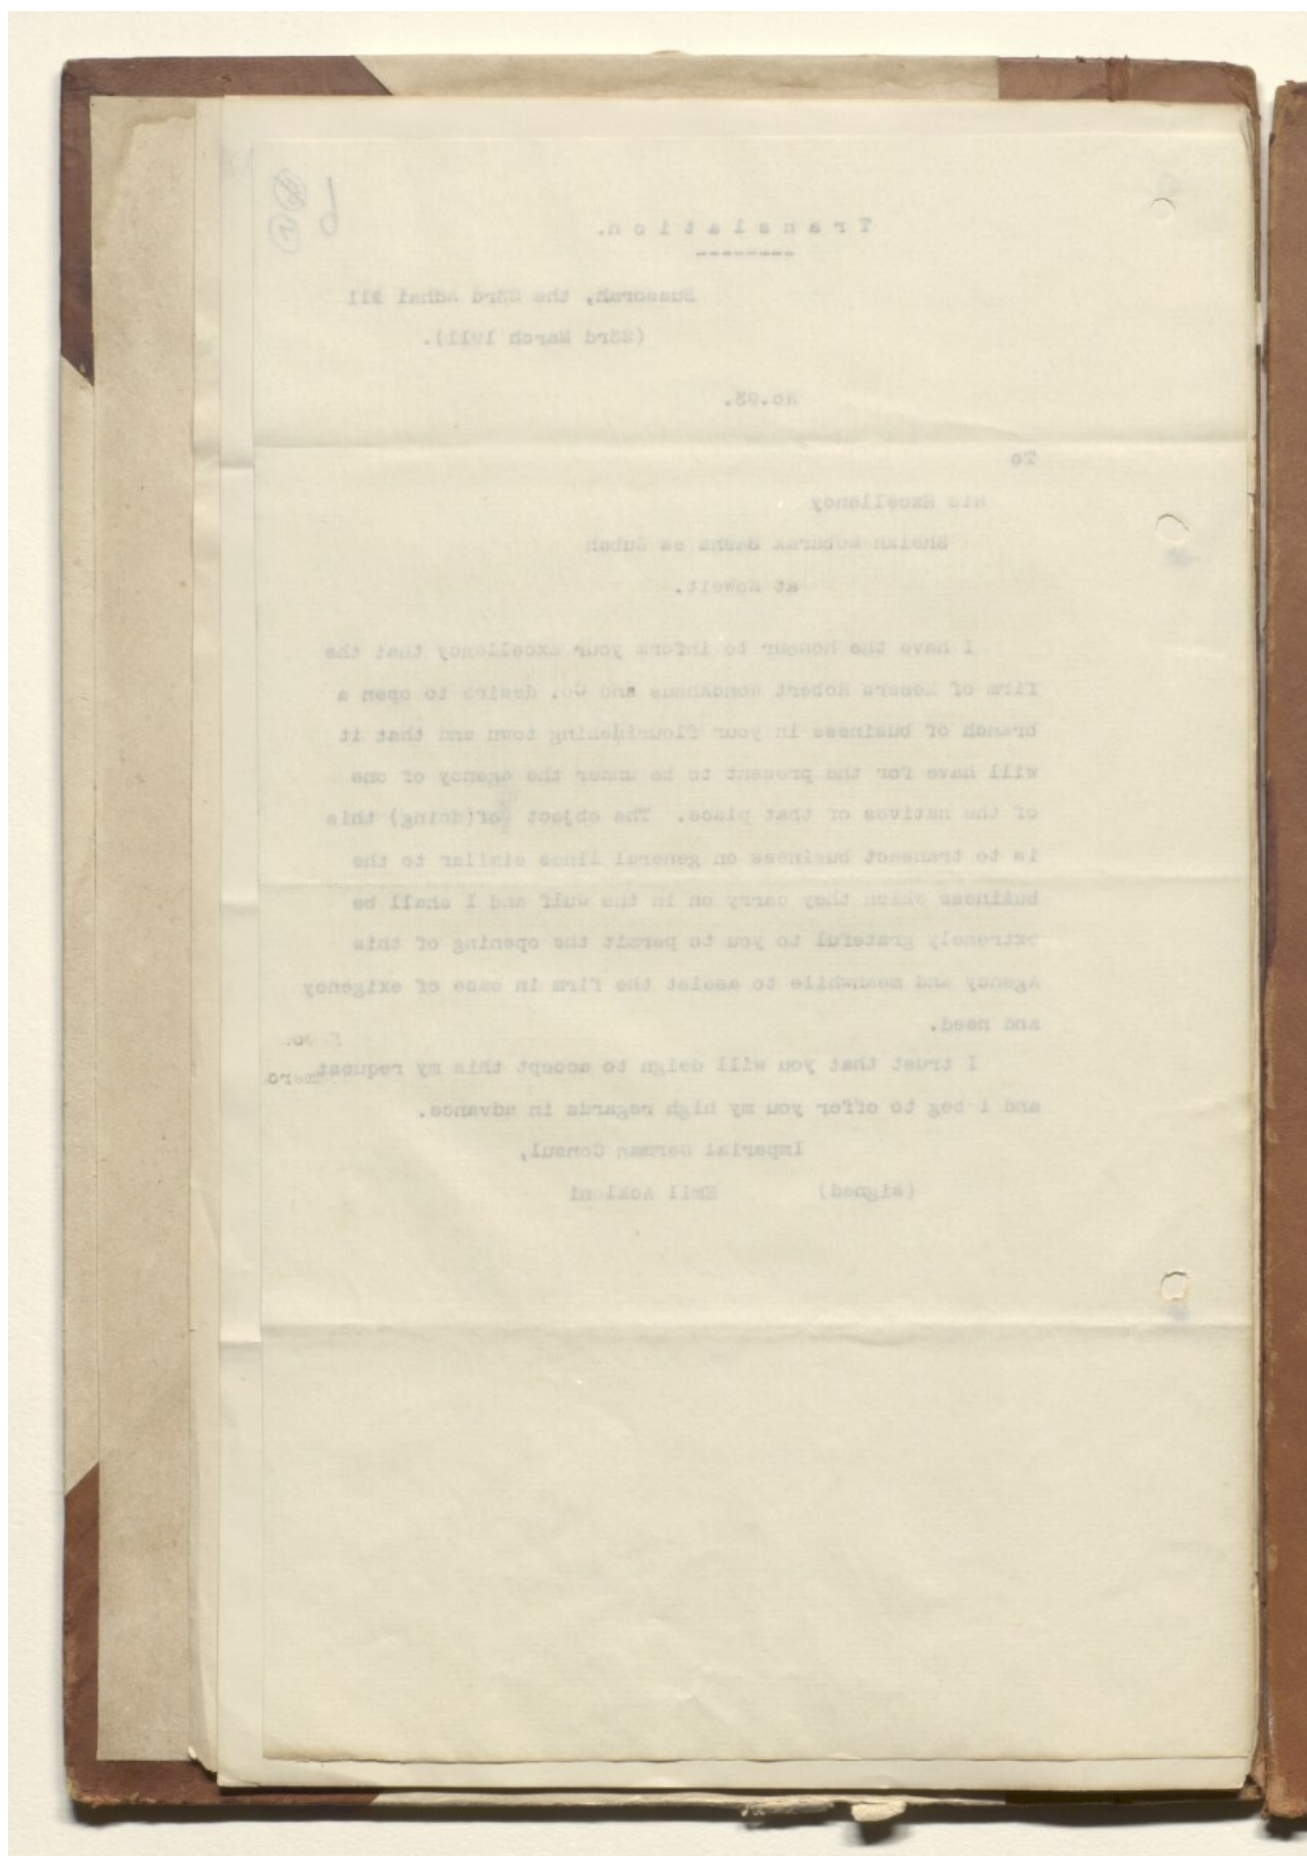 Translation.
Bussorah, the 23rd Adhai 911
(23rd March 1911).
No.93.
To
His Excellency
Sheikh Moburak Basha es Subah
at Koweit.
I have the honour to inform your excellency that the
firm of Messrs Robert Wonckhaus and Co. desire to open a
branch of business in your flourishing town and that it
will have for the present to be under the agency of one
of the natives of that place. The object of(doing) this
is to transact business on general lines similar to the
business which they carry on in the Gulf and I shall be
extremely grateful to you to permit the opening of this
Agency and meanwhile to assist the firm in case of exigency
and need.
I trust that you will deign to accept this my request
and I beg to offer you my high regards in advance.
Imperial German Consul,
(signed) Emil Ackloni